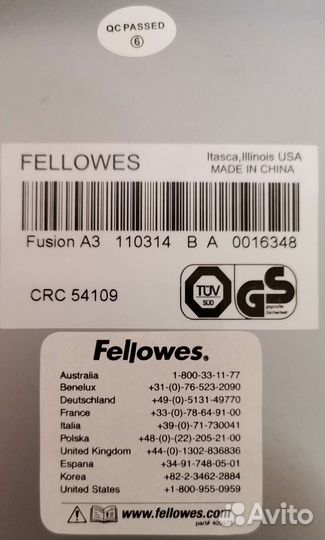 QC PASSED
6
FELLOWES
Itasca,Illinois USA
MADE IN CHINA
Fusion A3 110314 B A 0016348
CRC 54109
TÜV
SÜD
GS
geprüfte
Sicherheit
Fellowes.
Australia 1-800-33-11-77
Benelux +31-(0)-76-523-2090
Deutschland +49-(0)-5131-49770
France +33-(0)-78-64-91-00
Italia +39-(0)-71-730041
Polska +48-(0)-(22)-205-21-00
United Kingdom +44-(0)-1302-836836
Espana +34-91-748-05-01
Korea +82-2-3462-2884
United States +1-800-955-0959
www.fellowes.com
part#
Avito